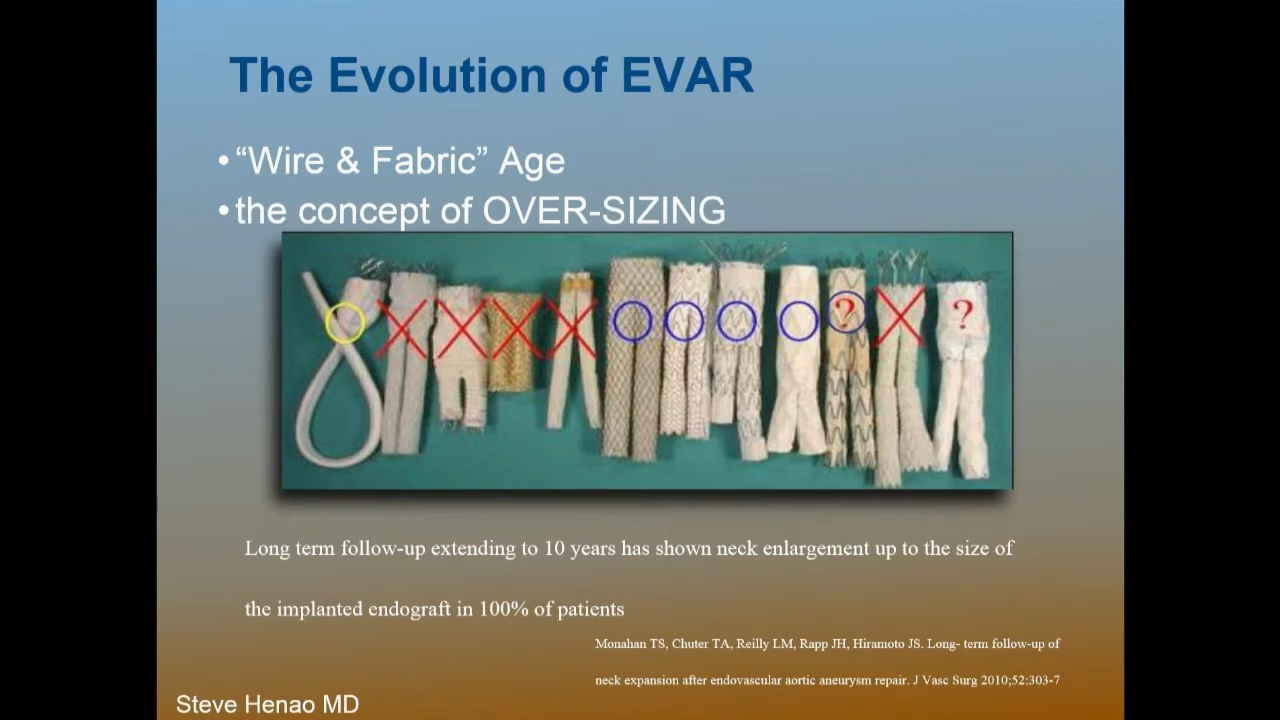 The Evolution of EVAR
•“Wire & Fabric” Age
•the concept of OVER-SIZING
? ?
Long term follow-up extending to 10 years has shown neck enlargement up to the size of
the implanted endograft in 100% of patients
Monahan TS, Chuter TA, Reilly LM, Rapp JH, Hiramoto JS. Long- term follow-up of
neck expansion after endovascular aortic aneurysm repair. J Vasc Surg 2010;52:303-7
Steve Henao MD